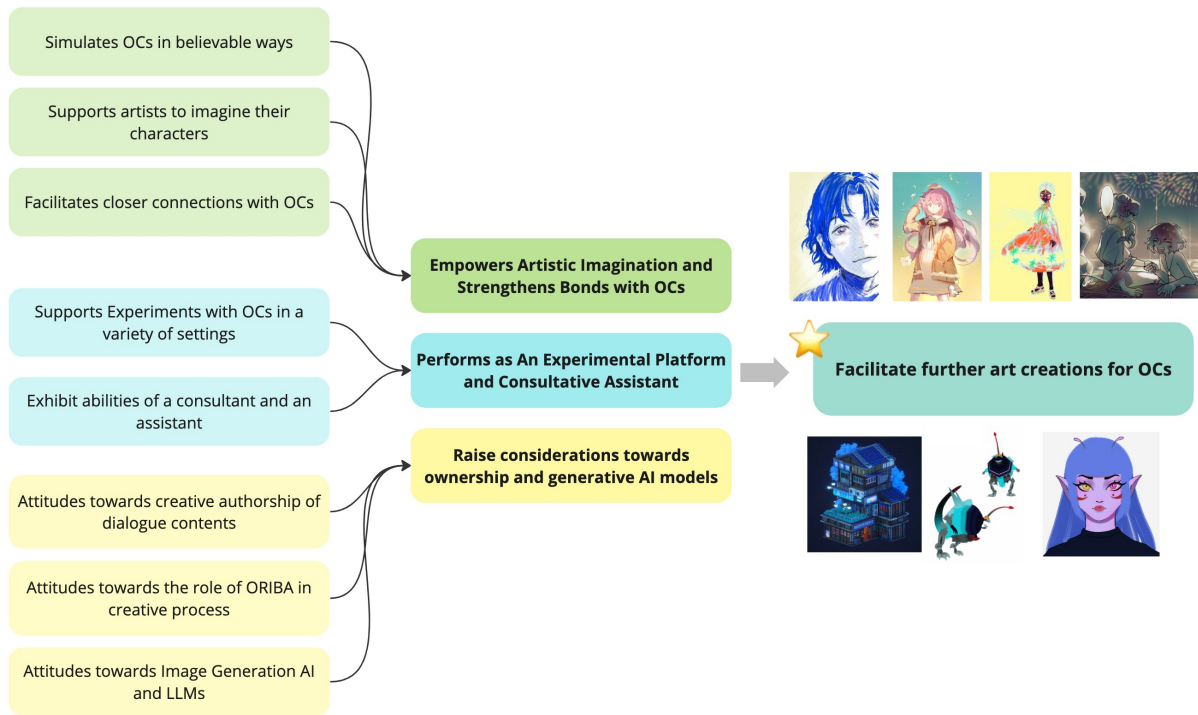 Simulates OCs in believable ways
Supports artists to imagine their
characters
Facilitates closer connections with OCs
Supports Experiments with OCs in a
variety of settings
Exhibit abilities of a consultant and an
assistant
Attitudes towards creative authorship of
dialogue contents
Attitudes towards the role of ORIBA in
creative process
Attitudes towards Image Generation AI
and LLMs
Empowers Artistic Imagination and
Strengthens Bonds with OCs
Performs as An Experimental Platform
and Consultative Assistant
Raise considerations towards
ownership and generative AI models
Facilitate further art creations for OCs